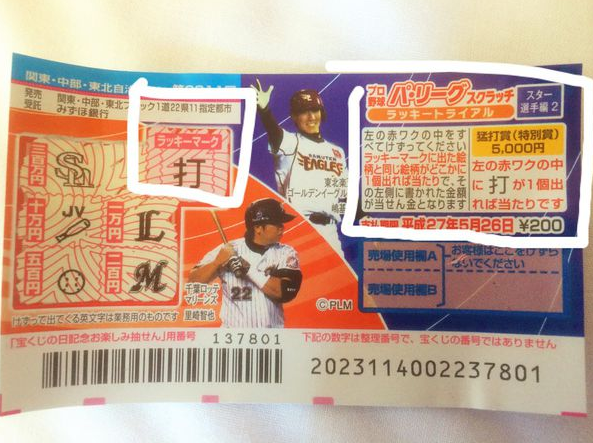 関東・中部・東北自
発売
受託
関東・中部・東北
ック1道22県11指定都市
みずほ銀行
ラッキーマーク
打
三百万円
十万円
一万円
五百円
二百円
けずって出てくる英文字は業務用のものです
EAGLES
ゴールデンイーグル
22
千葉ロッテ
マリーンズ
里崎智也
©PLM
プロ
野球
パ・リーグスクラッチ
ラッキートライアル
スター
選手編2
左の赤ワクの中をす
べてけずってください
ラッキーマークに出た絵
柄と同じ絵柄がどこかに
1個出れば当たりで、そ
の左側に書かれた金額
が当せん金となります
猛打賞(特別賞)
5,000円
左の赤ワクの中
に打が1個出
れば当たりです
平成27年5月26日 ¥200
売場使用欄A
売場使用欄B
お客様はここをけずら
ないでください
「宝くじの日記念お楽しみ抽せん」用番号 137801
下記の数字は整理番号で、宝くじの番号ではありません
2023114002237801